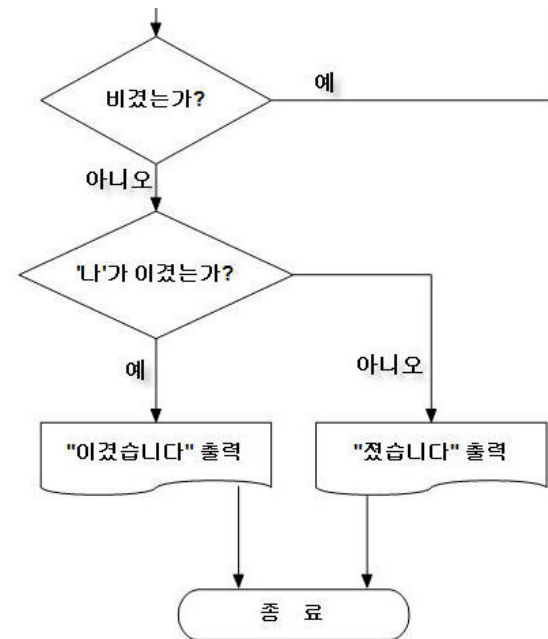 비겼는가?
예
아니오
'나'가 이겼는가?
예
아니오
"이겼습니다" 출력
"졌습니다" 출력
종 료